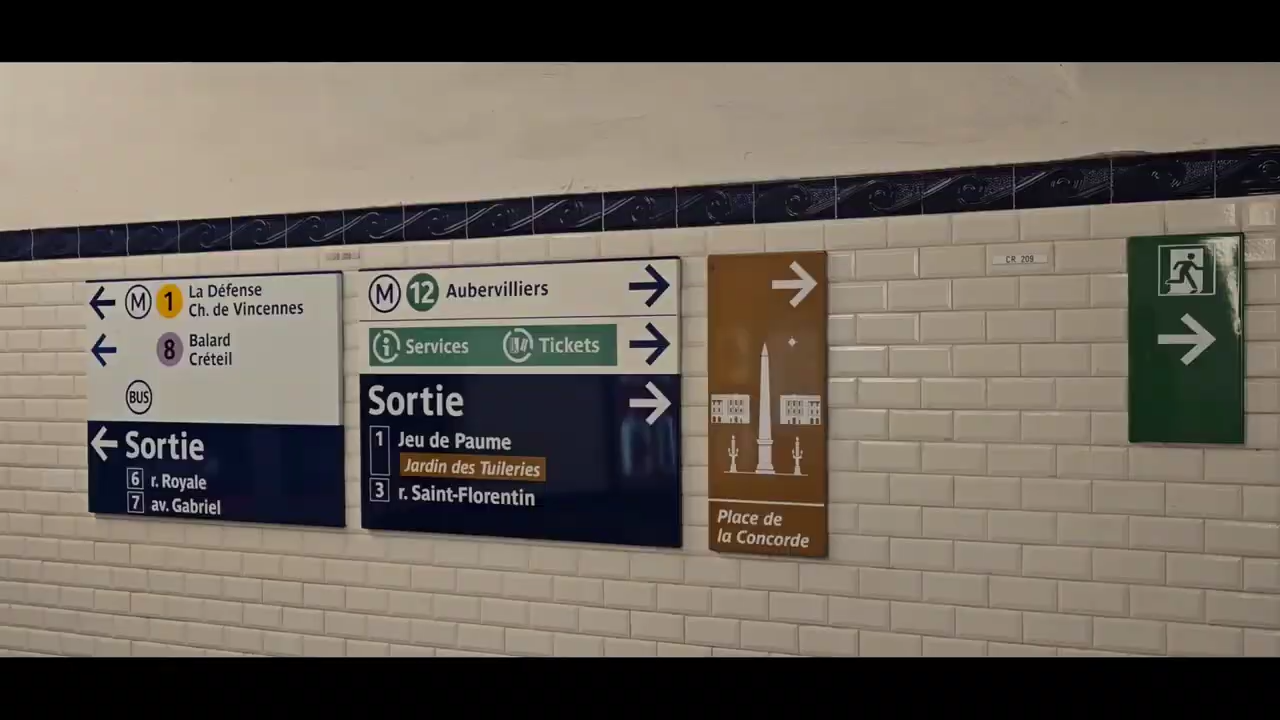 M 1 La Défense
Ch. de Vincennes
8 Balard
Créteil
BUS
Sortie
6 r. Royale
7 av. Gabriel
M 12 Aubervilliers
i Services Tickets
Sortie
1 Jeu de Paume
Jardin des Tuileries
3 r. Saint-Florentin
Place de
la Concorde
CR 209